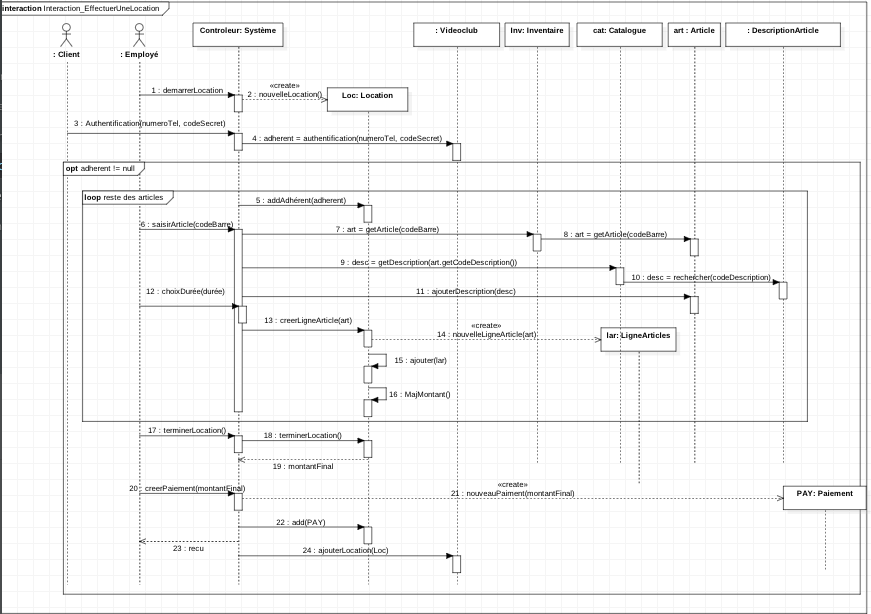 interaction Interaction_EffectuerUneLocation
: Client
: Employé
Controleur: Système
: Videoclub
Inv: Inventaire
cat: Catalogue
art : Article
: DescriptionArticle
1 : demarrerLocation
«create»
2 : nouvelleLocation()
Loc: Location
3 : Authentification(numeroTel, codeSecret)
4 : adherent = authentification(numeroTel, codeSecret)
opt adherent != null
loop reste des articles
5 : addAdhérent(adherent)
6 : saisirArticle(codeBarre)
7 : art = getArticle(codeBarre)
8 : art = getArticle(codeBarre)
9 : desc = getDescription(art.getCodeDescription())
10 : desc = rechercher(codeDescription)
11 : ajouterDescription(desc)
12 : choixDurée(durée)
13 : creerLigneArticle(art)
«create»
14 : nouvelleLigneArticle(art)
lar: LigneArticles
15 : ajouter(lar)
16 : MajMontant()
17 : terminerLocation()
18 : terminerLocation()
19 : montantFinal
20 : creerPaiement(montantFinal)
«create»
21 : nouveauPaiment(montantFinal)
PAY: Paiement
22 : add(PAY)
23 : recu
24 : ajouterLocation(Loc)